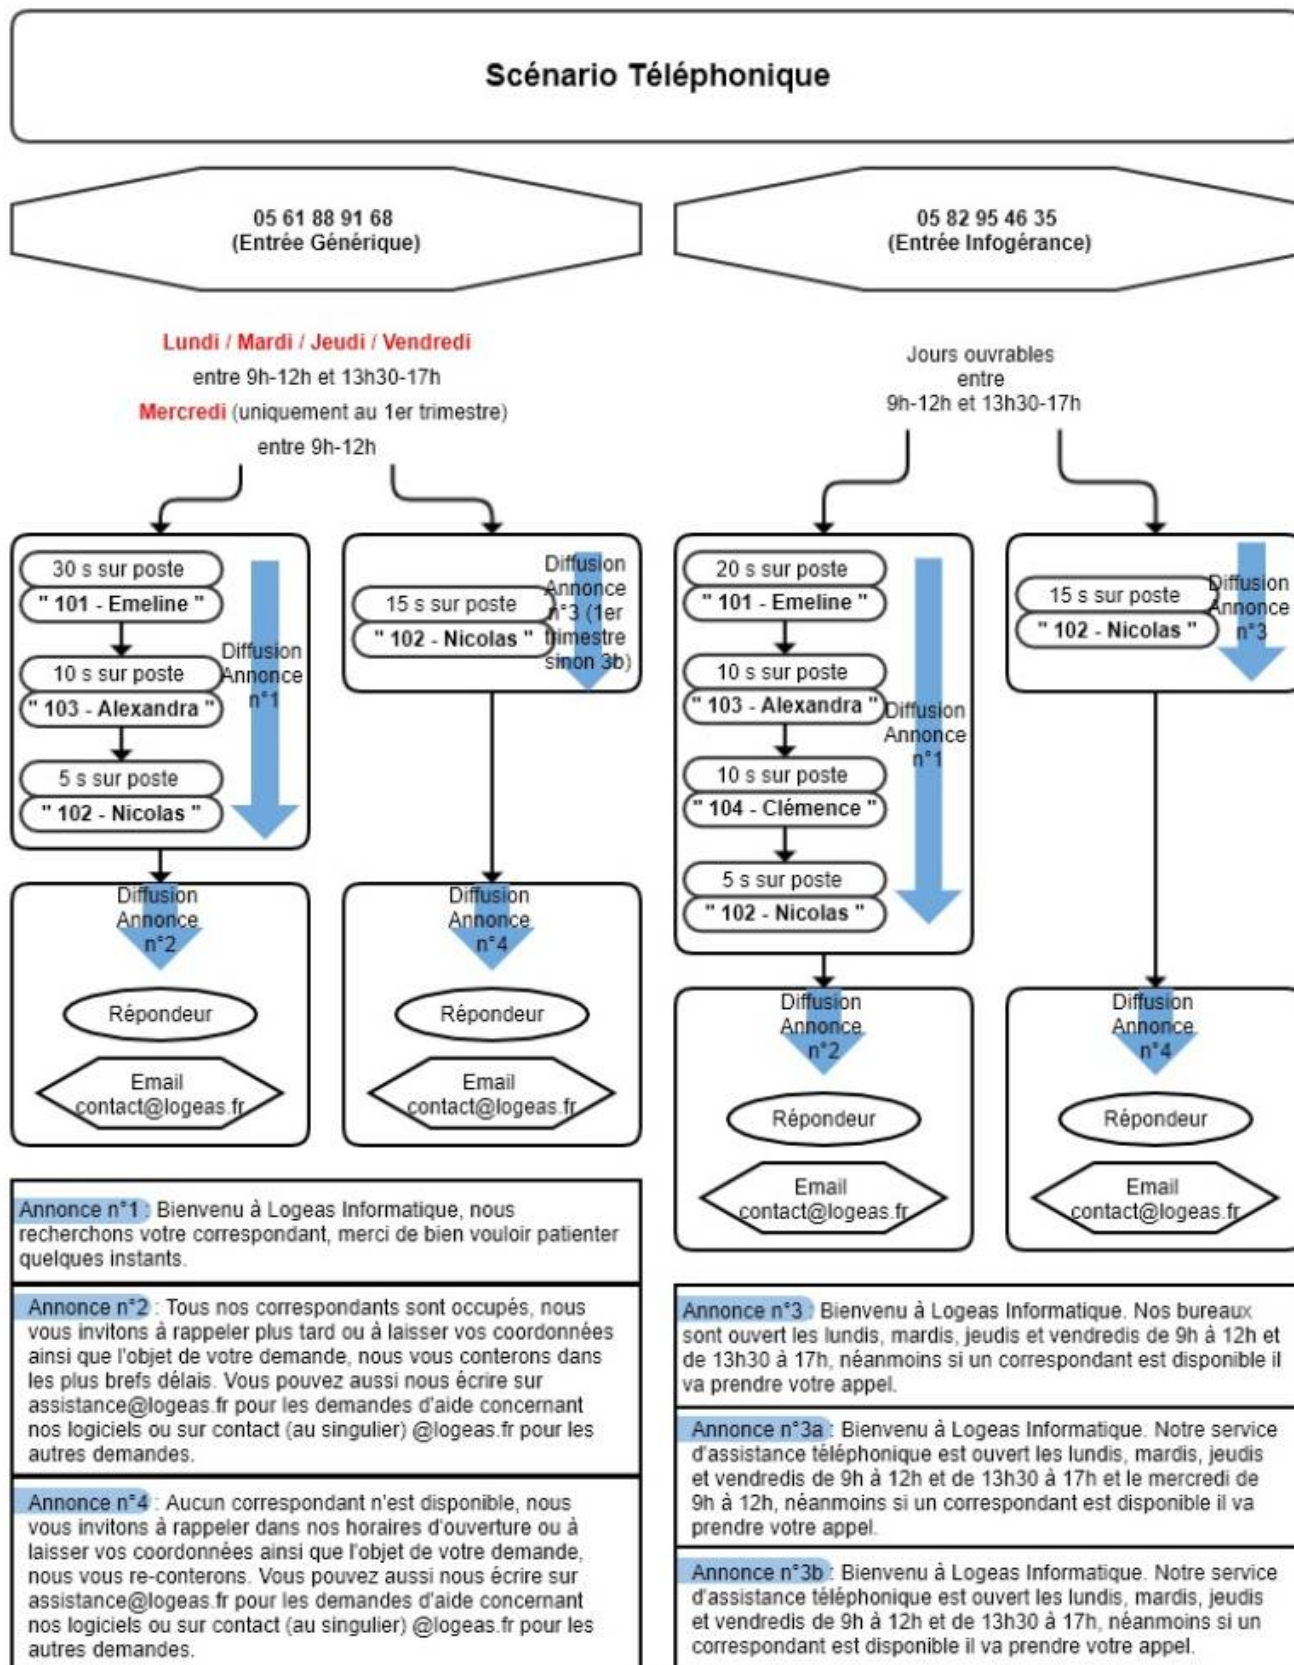 Scénario Téléphonique
05 61 88 91 68
(Entrée Générique)
Lundi / Mardi / Jeudi / Vendredi
entre 9h-12h et 13h30-17h
Mercredi (uniquement au 1er trimestre)
entre 9h-12h
30 s sur poste
" 101 - Emeline "
10 s sur poste
" 103 - Alexandra "
5 s sur poste
" 102 - Nicolas "
Diffusion
Annonce
n°1
15 s sur poste
" 102 - Nicolas "
Diffusion
Annonce
n°3 (1er
trimestre
sinon 3b)
Diffusion
Annonce
n°2
Répondeur
Email
contact@logeas.fr
Diffusion
Annonce
n°4
Répondeur
Email
contact@logeas.fr
05 82 95 46 35
(Entrée Infogérance)
Jours ouvrables
entre
9h-12h et 13h30-17h
20 s sur poste
" 101 - Emeline "
10 s sur poste
" 103 - Alexandra "
10 s sur poste
" 104 - Clémence "
5 s sur poste
" 102 - Nicolas "
Diffusion
Annonce
n°1
15 s sur poste
" 102 - Nicolas "
Diffusion
Annonce
n°3
Diffusion
Annonce
n°2
Répondeur
Email
contact@logeas.fr
Diffusion
Annonce
n°4
Répondeur
Email
contact@logeas.fr
Annonce n°1 : Bienvenu à Logeas Informatique, nous
recherchons votre correspondant, merci de bien vouloir patienter
quelques instants.
Annonce n°2 : Tous nos correspondants sont occupés, nous
vous invitons à rappeler plus tard ou à laisser vos coordonnées
ainsi que l'objet de votre demande, nous vous conterons dans
les plus brefs délais. Vous pouvez aussi nous écrire sur
assistance@logeas.fr pour les demandes d'aide concernant
nos logiciels ou sur contact (au singulier) @logeas.fr pour les
autres demandes.
Annonce n°4 : Aucun correspondant n'est disponible, nous
vous invitons à rappeler dans nos horaires d'ouverture ou à
laisser vos coordonnées ainsi que l'objet de votre demande,
nous vous re-conterons. Vous pouvez aussi nous écrire sur
assistance@logeas.fr pour les demandes d'aide concernant
nos logiciels ou sur contact (au singulier) @logeas.fr pour les
autres demandes.
Annonce n°3 : Bienvenu à Logeas Informatique. Nos bureaux
sont ouvert les lundis, mardis, jeudis et vendredis de 9h à 12h et
de 13h30 à 17h, néanmoins si un correspondant est disponible il
va prendre votre appel.
Annonce n°3a : Bienvenu à Logeas Informatique. Notre service
d'assistance téléphonique est ouvert les lundis, mardis, jeudis
et vendredis de 9h à 12h et de 13h30 à 17h et le mercredi de
9h à 12h, néanmoins si un correspondant est disponible il va
prendre votre appel.
Annonce n°3b : Bienvenu à Logeas Informatique. Notre service
d'assistance téléphonique est ouvert les lundis, mardis, jeudis
et vendredis de 9h à 12h et de 13h30 à 17h, néanmoins si un
correspondant est disponible il va prendre votre appel.